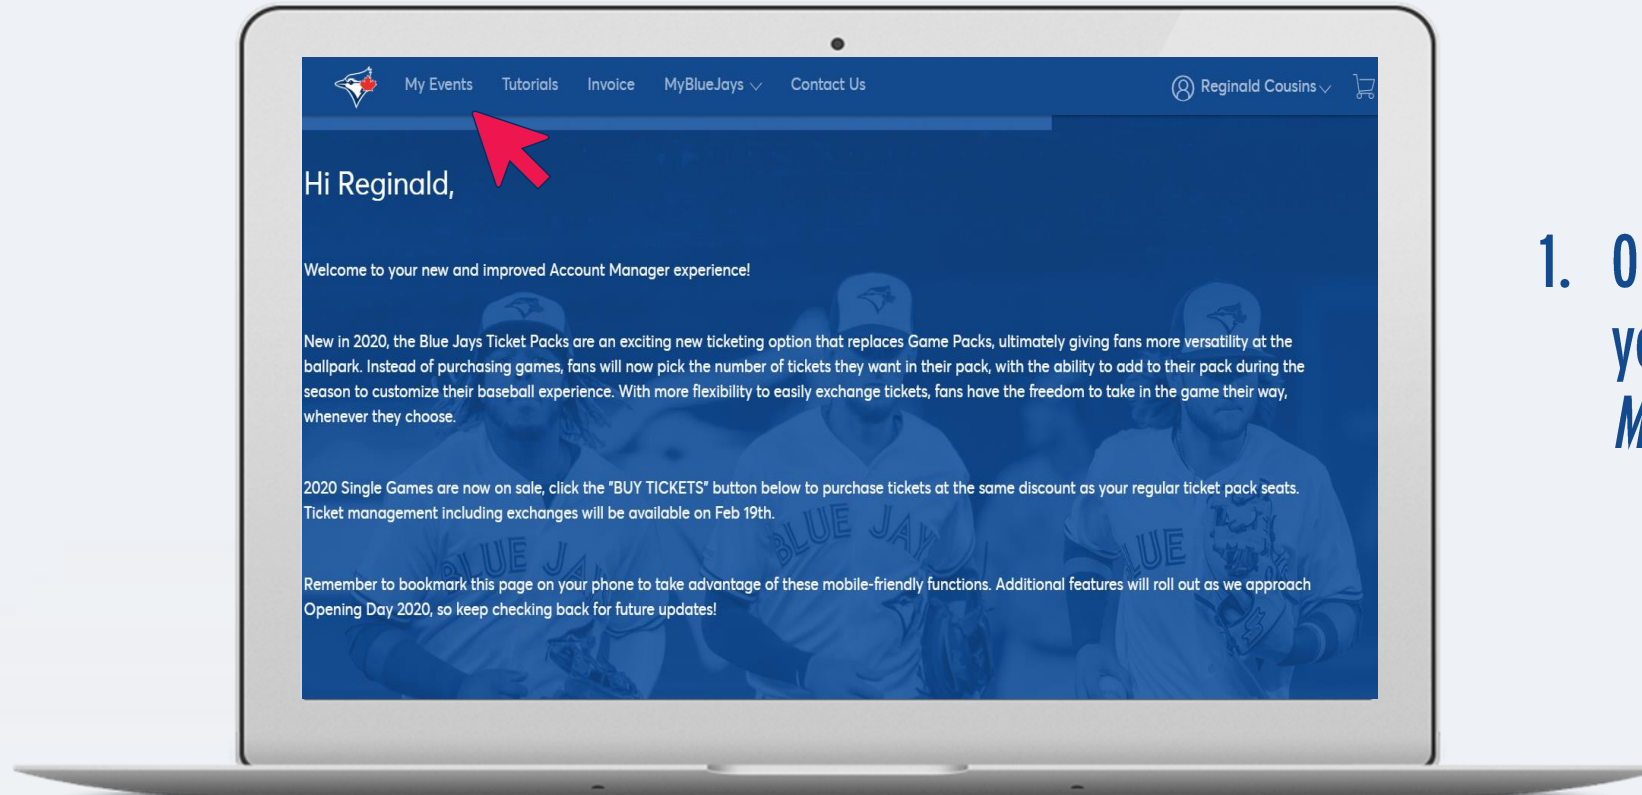 My Events Tutorials Invoice MyBlueJays Contact Us Reginald Cousins
Hi Reginald,
Welcome to your new and improved Account Manager experience!
New in 2020, the Blue Jays Ticket Packs are an exciting new ticketing option that replaces Game Packs, ultimately giving fans more versatility at the
ballpark. Instead of purchasing games, fans will now pick the number of tickets they want in their pack, with the ability to add to their pack during the
season to customize their baseball experience. With more flexibility to easily exchange tickets, fans have the freedom to take in the game their way,
whenever they choose.
2020 Single Games are now on sale, click the "BUY TICKETS" button below to purchase tickets at the same discount as your regular ticket pack seats.
Ticket management including exchanges will be available on Feb 19th.
Remember to bookmark this page on your phone to take advantage of these mobile-friendly functions. Additional features will roll out as we approach
Opening Day 2020, so keep checking back for future updates!
BLUE JAY
1.